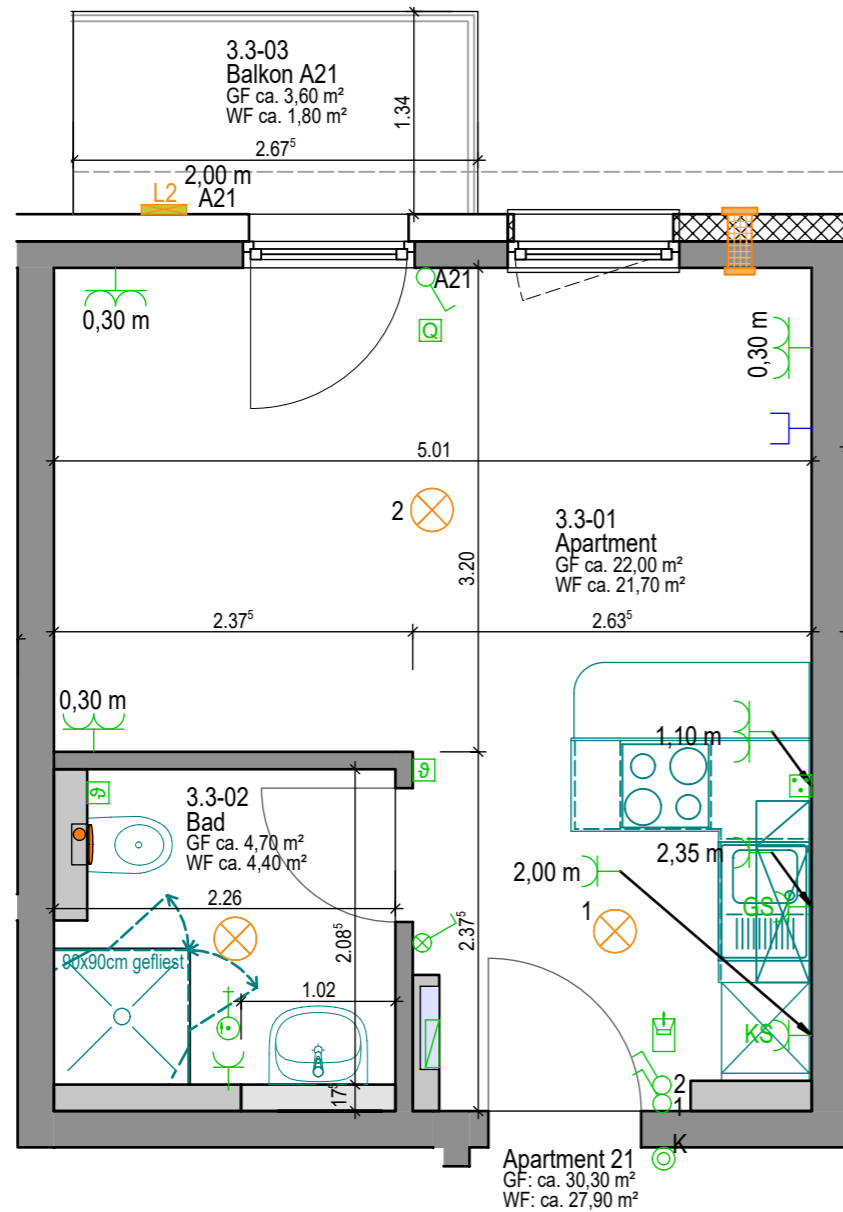 3.3-03
Balkon A21
GF ca. 3,60 m²
WF ca. 1,80 m²
1.34
2.67⁵
2,00 m
L2
A21
A21
Q
0,30 m
0,30 m
5.01
2
3.3-01
Apartment
GF ca. 22,00 m²
WF ca. 21,70 m²
3.20
2.37⁵
2.63⁵
0,30 m
1,10 m
ϑ
ϑ
3.3-02
Bad
GF ca. 4,70 m²
WF ca. 4,40 m²
2,35 m
2,00 m
2.26
GS
1
2.08⁵
2.37⁵
90x90cm gefliest
1.02
KS
2
1
17⁵
K
Apartment 21
GF: ca. 30,30 m²
WF: ca. 27,90 m²